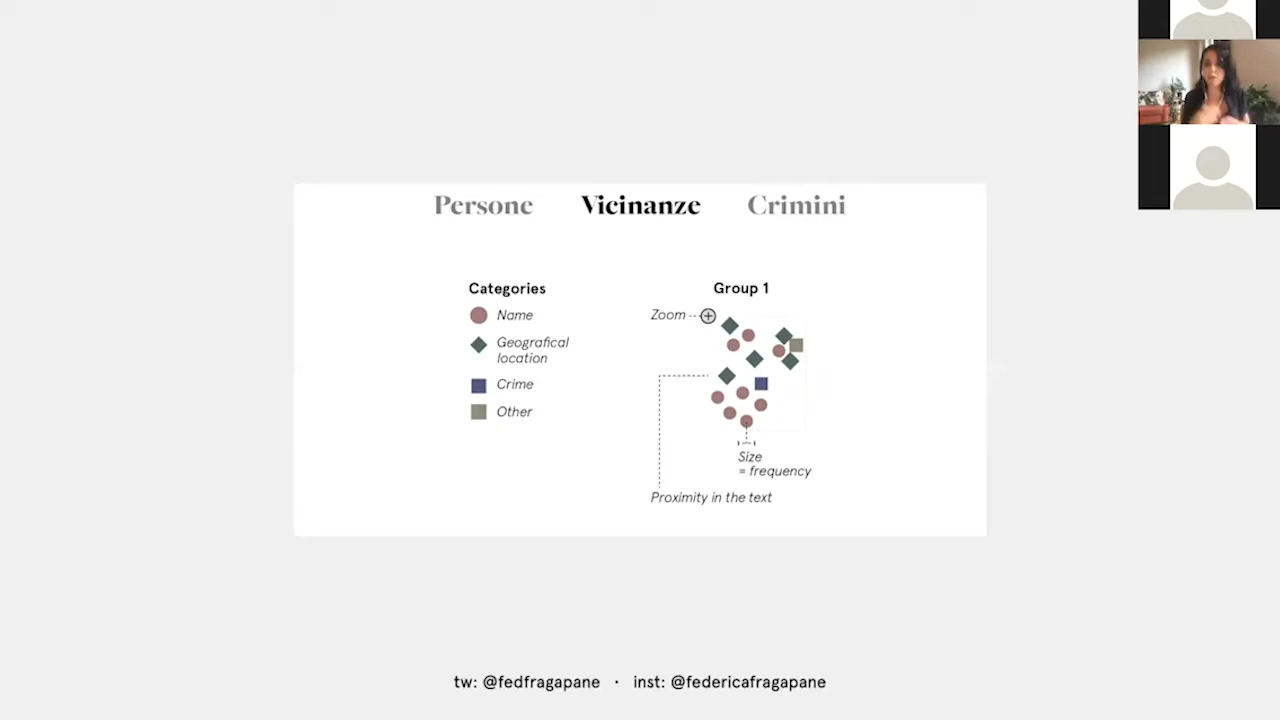 Persone Vicinanze Crimini
Categories
Name
Geografical
location
Crime
Other
Group 1
Zoom
Size
= frequency
Proximity in the text
tw: @fedfragapane · inst: @federicafragapane